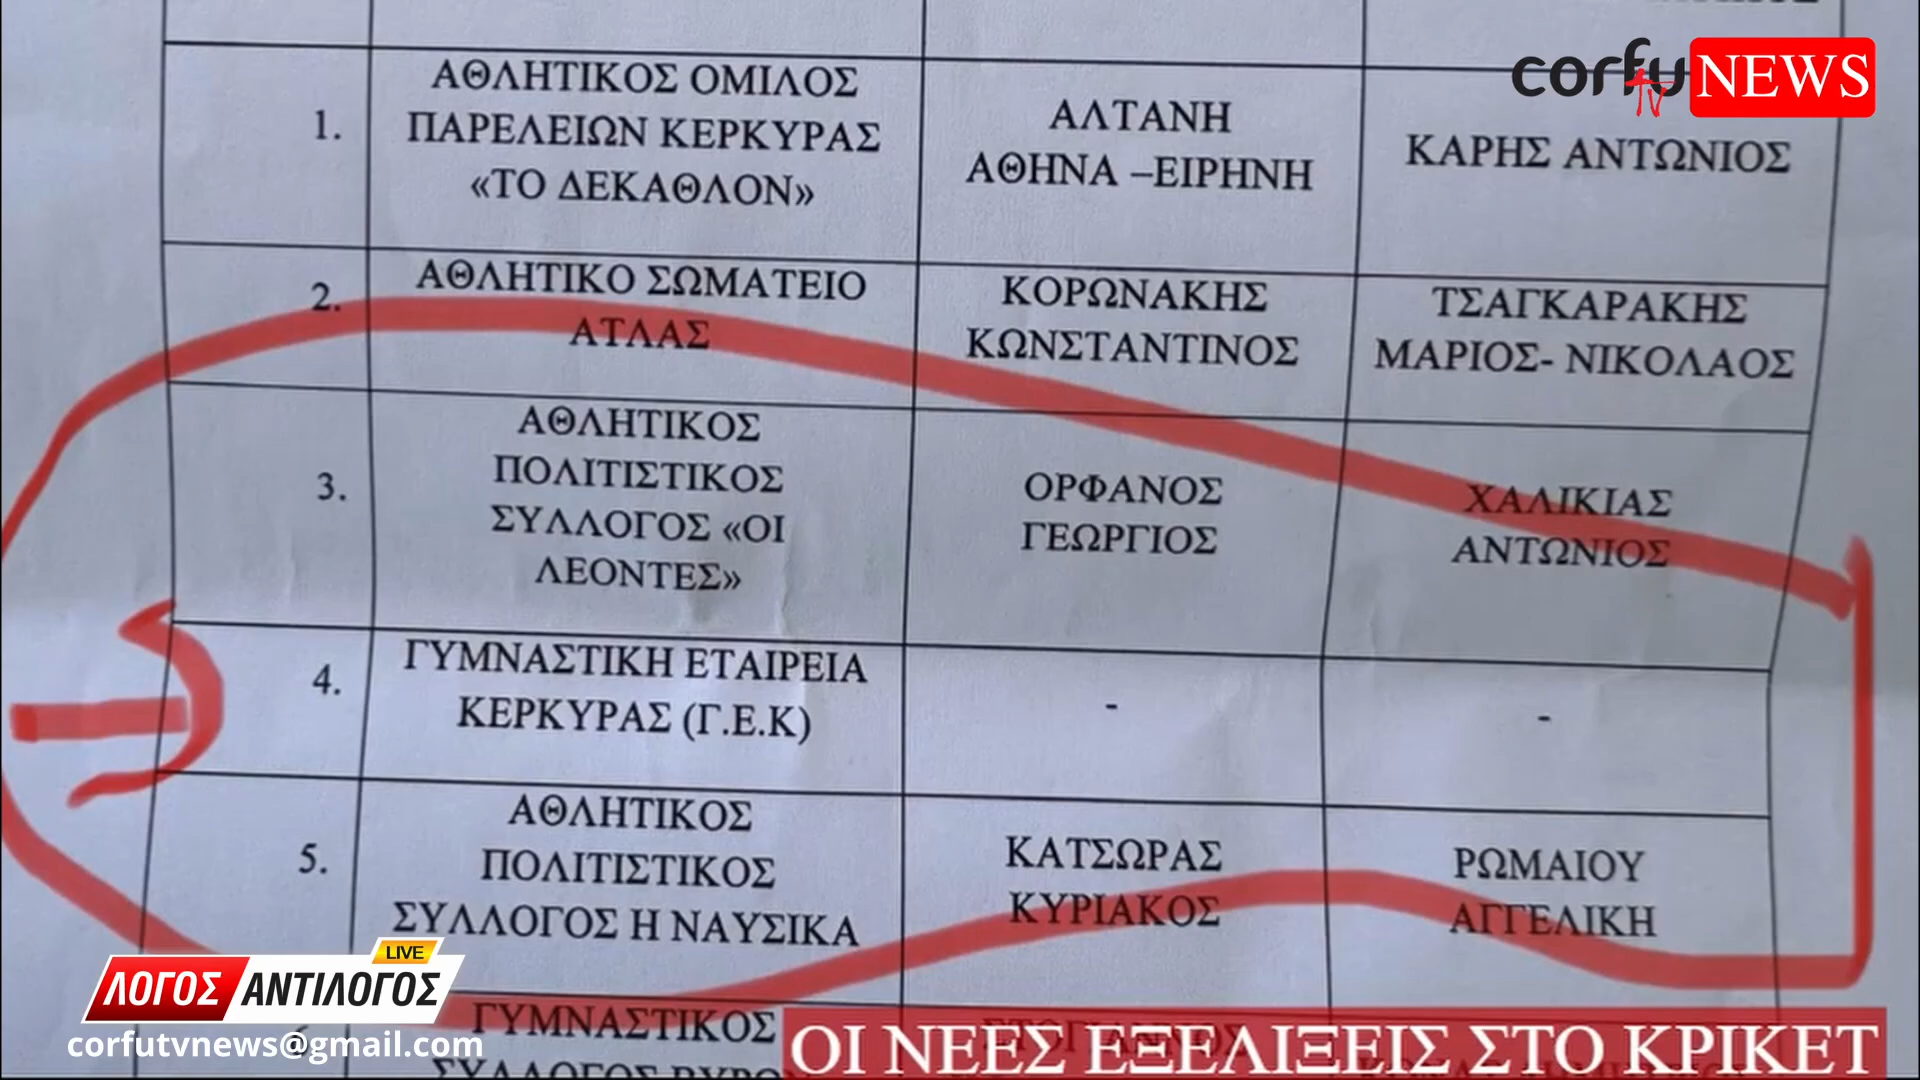 corfu TV NEWS
1.
ΑΘΛΗΤΙΚΟΣ ΟΜΙΛΟΣ
ΠΑΡΕΛΕΙΩΝ ΚΕΡΚΥΡΑΣ
«ΤΟ ΔΕΚΑΘΛΟΝ»
ΑΛΤΑΝΗ
ΑΘΗΝΑ –ΕΙΡΗΝΗ
ΚΑΡΗΣ ΑΝΤΩΝΙΟΣ
2.
ΑΘΛΗΤΙΚΟ ΣΩΜΑΤΕΙΟ
ΑΤΛΑΣ
ΚΟΡΩΝΑΚΗΣ
ΚΩΝΣΤΑΝΤΙΝΟΣ
ΤΣΑΓΚΑΡΑΚΗΣ
ΜΑΡΙΟΣ- ΝΙΚΟΛΑΟΣ
3.
ΑΘΛΗΤΙΚΟΣ
ΠΟΛΙΤΙΣΤΙΚΟΣ
ΣΥΛΛΟΓΟΣ «ΟΙ
ΛΕΟΝΤΕΣ»
ΟΡΦΑΝΟΣ
ΓΕΩΡΓΙΟΣ
ΧΑΛΙΚΙΑΣ
ΑΝΤΩΝΙΟΣ
4.
ΓΥΜΝΑΣΤΙΚΗ ΕΤΑΙΡΕΙΑ
ΚΕΡΚΥΡΑΣ (Γ.Ε.Κ)
-
-
5.
ΑΘΛΗΤΙΚΟΣ
ΠΟΛΙΤΙΣΤΙΚΟΣ
ΣΥΛΛΟΓΟΣ Η ΝΑΥΣΙΚΑ
ΚΑΤΣΩΡΑΣ
ΚΥΡΙΑΚΟΣ
ΡΩΜΑΙΟΥ
ΑΓΓΕΛΙΚΗ
ΓΥΜΝΑΣΤΙΚΟΣ
ΣΥΛΛΟΓΟΣ
LIVE
ΛΟΓΟΣ ΑΝΤΙΛΟΓΟΣ
corfutvnews@gmail.com
ΟΙ ΝΕΕΣ ΕΞΕΛΙΞΕΙΣ ΣΤΟ ΚΡΙΚΕΤ